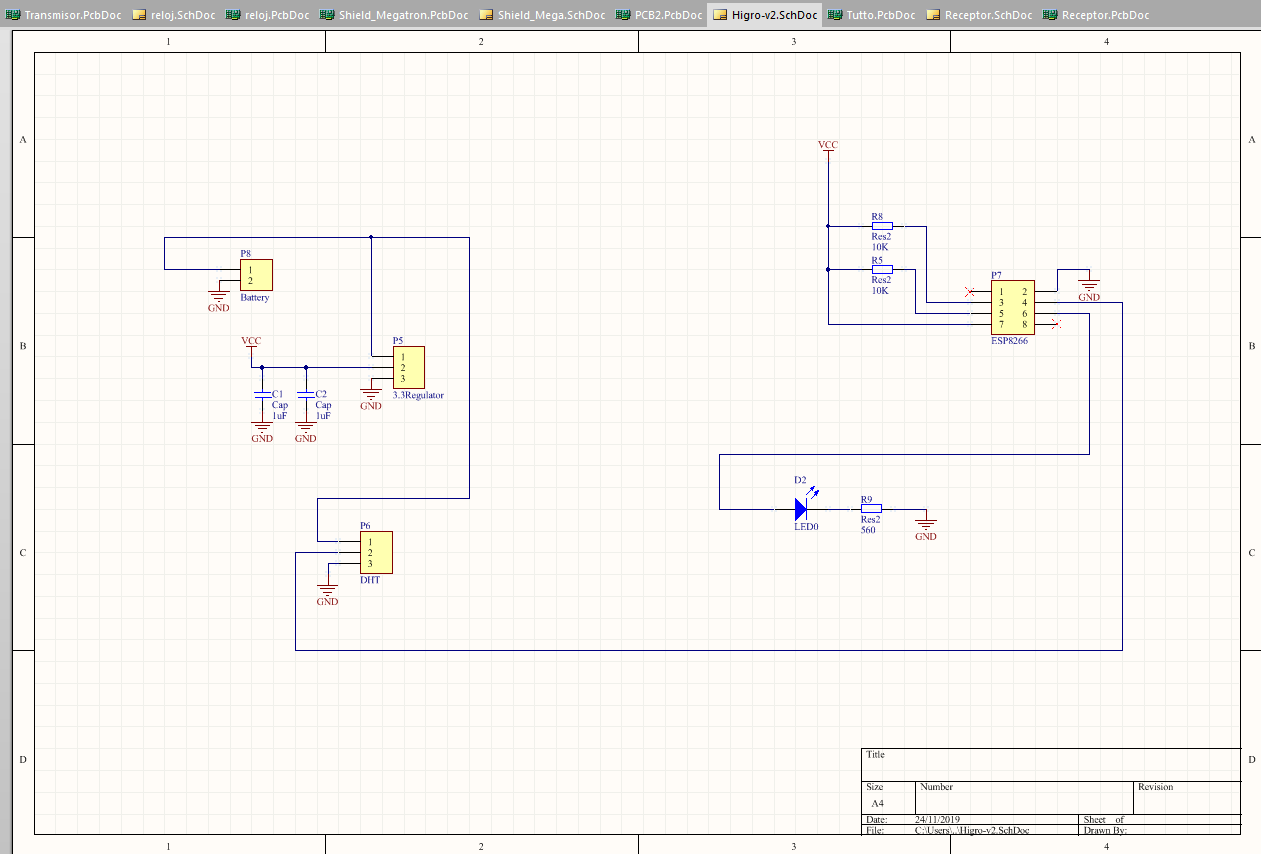 Transmisor.PcbDoc reloj.SchDoc reloj.PcbDoc Shield_Megatron.PcbDoc Shield_Mega.SchDoc PCB2.PcbDoc Higro-v2.SchDoc Tutto.PcbDoc Receptor.SchDoc Receptor.PcbDoc
1 2 3 4
A A
VCC
R8
Res2
10K
R5
Res2
10K
P8
1
2
Battery
GND
P7
1 2
3 4
5 6
7 8
ESP8266
GND
B B
VCC
P5
1
2
3
3.3Regulator
GND
C1
Cap
1uF
GND
C2
Cap
1uF
GND
D2
LED0
R9
Res2
560
GND
C C
P6
1
2
3
DHT
GND
D D
Title
Size Number Revision
A4
Date: 24/11/2019 Sheet of
File: C:\Users\..\Higro-v2.SchDoc Drawn By:
1 2 3 4